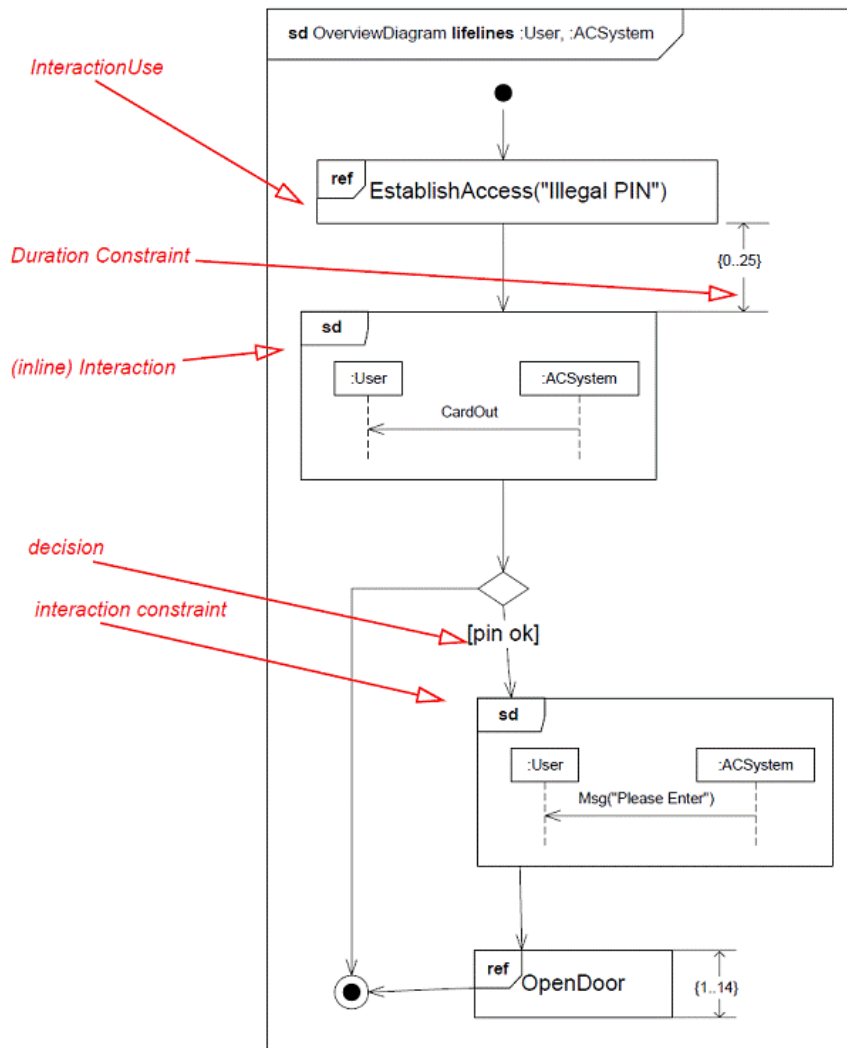 sd OverviewDiagram lifelines :User, :ACSystem
InteractionUse
ref
EstablishAccess("Illegal PIN")
Duration Constraint
{0..25}
sd
(inline) Interaction
:User
:ACSystem
CardOut
decision
interaction constraint
[pin ok]
sd
:User
:ACSystem
Msg("Please Enter")
ref
OpenDoor
{1..14}